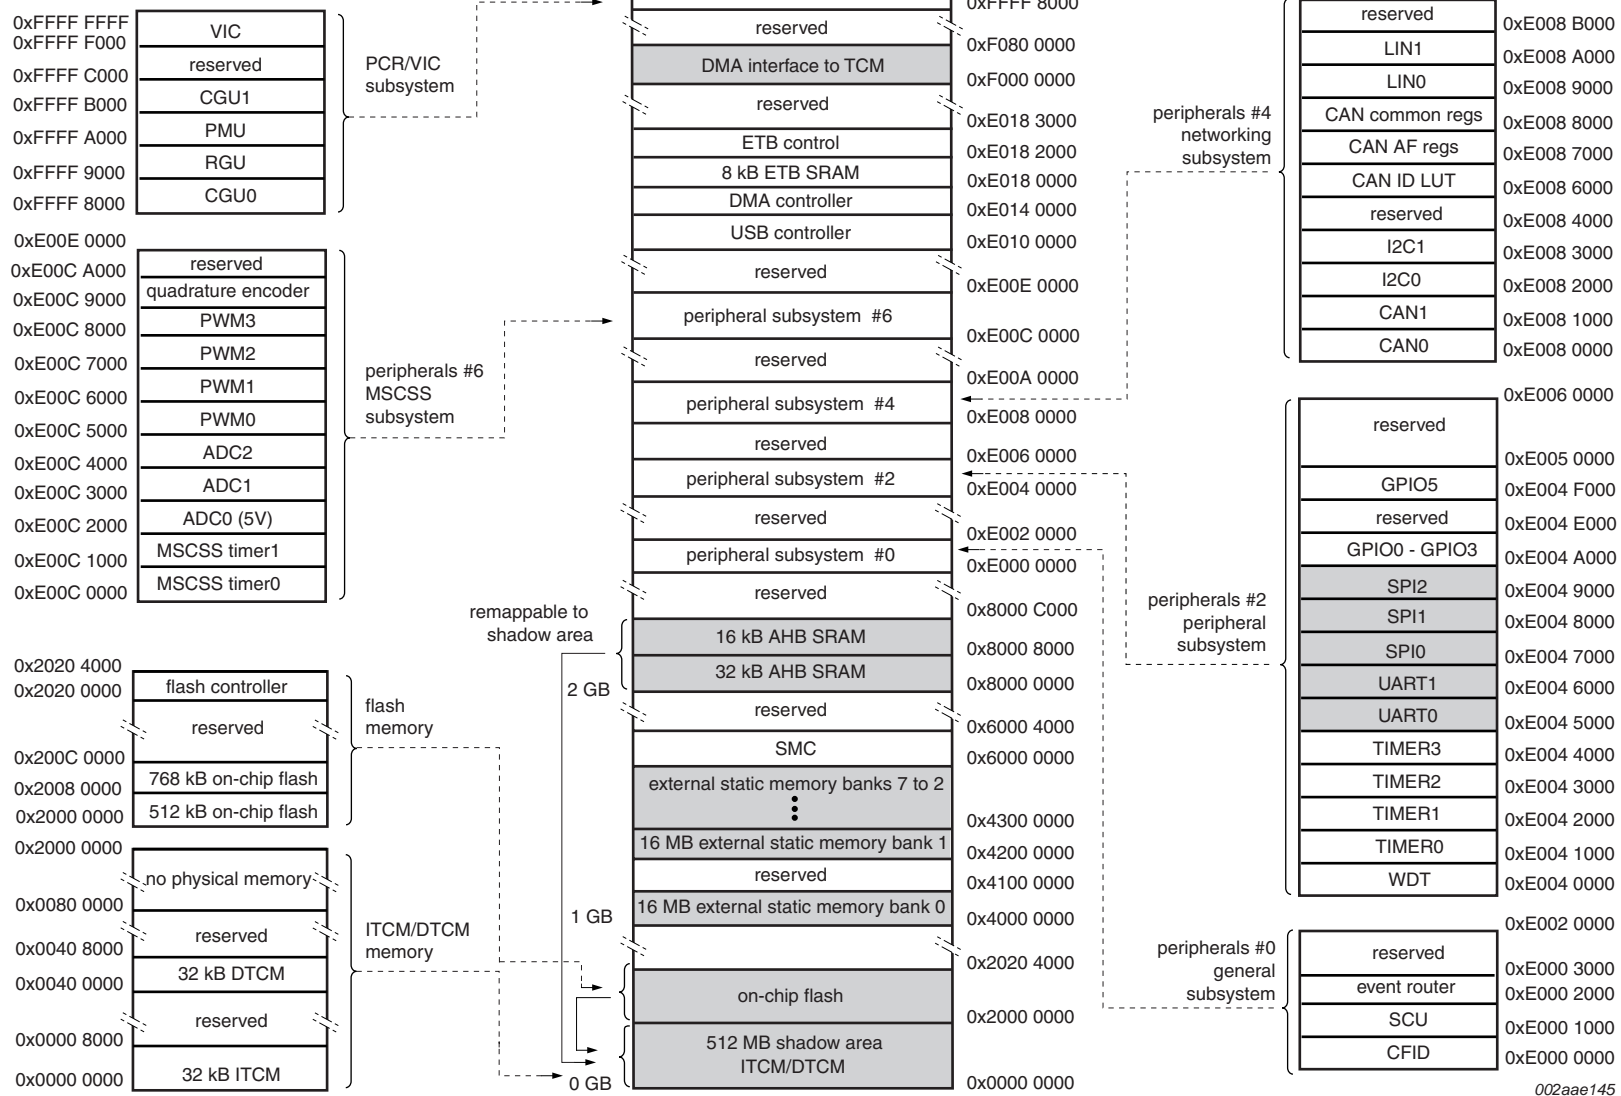 0xFFFF FFFF
VIC
0xFFFF F000
reserved
0xFFFF C000
CGU1
0xFFFF B000
PMU
0xFFFF A000
RGU
0xFFFF 9000
CGU0
0xFFFF 8000
PCR/VIC
subsystem
0xE00E 0000
reserved
0xE00C A000
quadrature encoder
0xE00C 9000
PWM3
0xE00C 8000
PWM2
0xE00C 7000
PWM1
0xE00C 6000
PWM0
0xE00C 5000
ADC2
0xE00C 4000
ADC1
0xE00C 3000
ADC0 (5V)
0xE00C 2000
MSCSS timer1
0xE00C 1000
MSCSS timer0
0xE00C 0000
peripherals #6
MSCSS
subsystem
0x2020 4000
flash controller
0x2020 0000
reserved
0x200C 0000
768 kB on-chip flash
0x2008 0000
512 kB on-chip flash
0x2000 0000
flash
memory
0x2000 0000
no physical memory
0x0080 0000
reserved
0x0040 8000
32 kB DTCM
0x0040 0000
reserved
0x0000 8000
32 kB ITCM
0x0000 0000
ITCM/DTCM
memory
remappable to
shadow area
2 GB
1 GB
0 GB
0xFFFF 8000
reserved
0xF080 0000
DMA interface to TCM
0xF000 0000
reserved
0xE018 3000
ETB control
0xE018 2000
8 kB ETB SRAM
0xE018 0000
DMA controller
0xE014 0000
USB controller
0xE010 0000
reserved
0xE00E 0000
peripheral subsystem #6
0xE00C 0000
reserved
0xE00A 0000
peripheral subsystem #4
0xE008 0000
reserved
0xE006 0000
peripheral subsystem #2
0xE004 0000
reserved
0xE002 0000
peripheral subsystem #0
0xE000 0000
reserved
0x8000 C000
16 kB AHB SRAM
0x8000 8000
32 kB AHB SRAM
0x8000 0000
reserved
0x6000 4000
SMC
0x6000 0000
external static memory banks 7 to 2
0x4300 0000
16 MB external static memory bank 1
0x4200 0000
reserved
0x4100 0000
16 MB external static memory bank 0
0x4000 0000
0x2020 4000
on-chip flash
0x2000 0000
512 MB shadow area
ITCM/DTCM
0x0000 0000
peripherals #4
networking
subsystem
reserved
0xE008 B000
LIN1
0xE008 A000
LIN0
0xE008 9000
CAN common regs
0xE008 8000
CAN AF regs
0xE008 7000
CAN ID LUT
0xE008 6000
reserved
0xE008 4000
I2C1
0xE008 3000
I2C0
0xE008 2000
CAN1
0xE008 1000
CAN0
0xE008 0000
peripherals #2
peripheral
subsystem
0xE006 0000
reserved
0xE005 0000
GPIO5
0xE004 F000
reserved
0xE004 E000
GPIO0 - GPIO3
0xE004 A000
SPI2
0xE004 9000
SPI1
0xE004 8000
SPI0
0xE004 7000
UART1
0xE004 6000
UART0
0xE004 5000
TIMER3
0xE004 4000
TIMER2
0xE004 3000
TIMER1
0xE004 2000
TIMER0
0xE004 1000
WDT
0xE004 0000
peripherals #0
general
subsystem
0xE002 0000
reserved
0xE000 3000
event router
0xE000 2000
SCU
0xE000 1000
CFID
0xE000 0000
002aae145